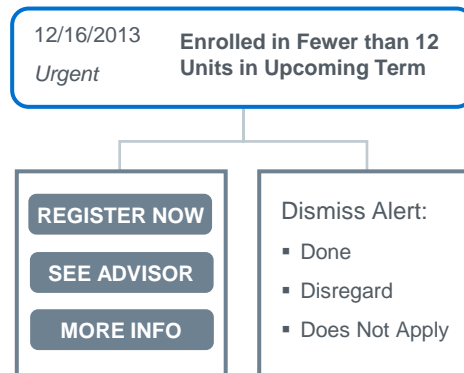 12/16/2013
Urgent
Enrolled in Fewer than 12
Units in Upcoming Term
REGISTER NOW
SEE ADVISOR
MORE INFO
Dismiss Alert:
▪ Done
▪ Disregard
▪ Does Not Apply